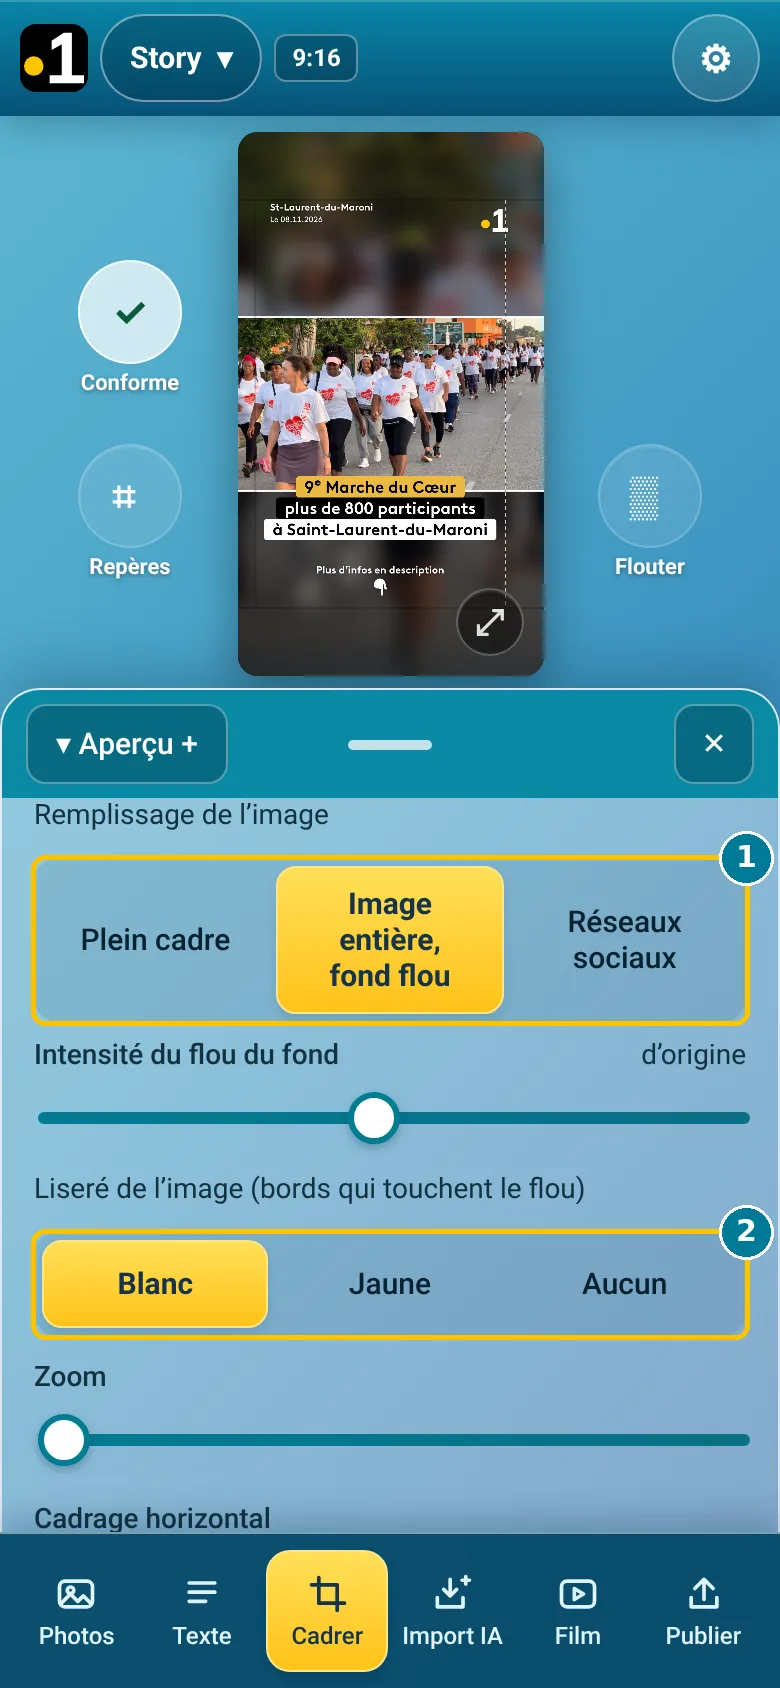 1
Story ▼
9:16
St-Laurent-du-Maroni
Le 08.11.2026
1
Conforme
Repères
Flouter
9e Marche du Cœur
plus de 800 participants
à Saint-Laurent-du-Maroni
Plus d'infos en description
▾ Aperçu +
✕
Remplissage de l’image
1
Plein cadre
Image
entière,
fond flou
Réseaux
sociaux
Intensité du flou du fond
d’origine
Liseré de l’image (bords qui touchent le flou)
2
Blanc
Jaune
Aucun
Zoom
Cadrage horizontal
Photos
Texte
Cadrer
Import IA
Film
Publier